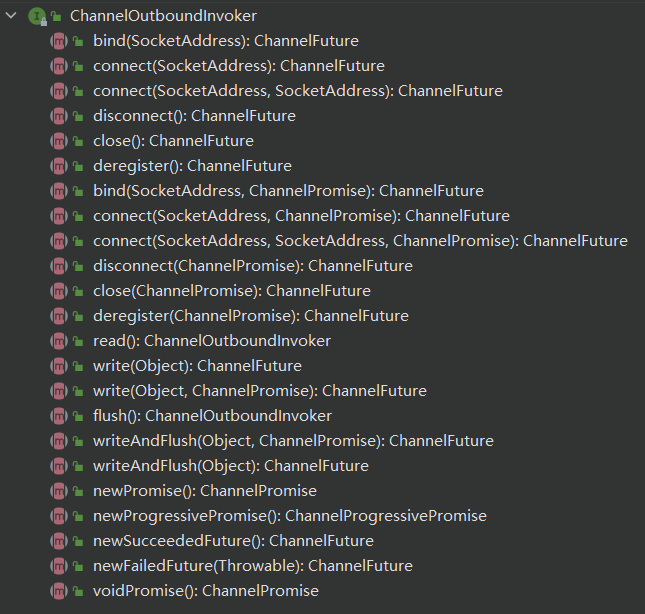 ChannelOutboundInvoker
bind(SocketAddress): ChannelFuture
connect(SocketAddress): ChannelFuture
connect(SocketAddress, SocketAddress): ChannelFuture
disconnect(): ChannelFuture
close(): ChannelFuture
deregister(): ChannelFuture
bind(SocketAddress, ChannelPromise): ChannelFuture
connect(SocketAddress, ChannelPromise): ChannelFuture
connect(SocketAddress, SocketAddress, ChannelPromise): ChannelFuture
disconnect(ChannelPromise): ChannelFuture
close(ChannelPromise): ChannelFuture
deregister(ChannelPromise): ChannelFuture
read(): ChannelOutboundInvoker
write(Object): ChannelFuture
write(Object, ChannelPromise): ChannelFuture
flush(): ChannelOutboundInvoker
writeAndFlush(Object, ChannelPromise): ChannelFuture
writeAndFlush(Object): ChannelFuture
newPromise(): ChannelPromise
newProgressivePromise(): ChannelProgressivePromise
newSucceededFuture(): ChannelFuture
newFailedFuture(Throwable): ChannelFuture
voidPromise(): ChannelPromise